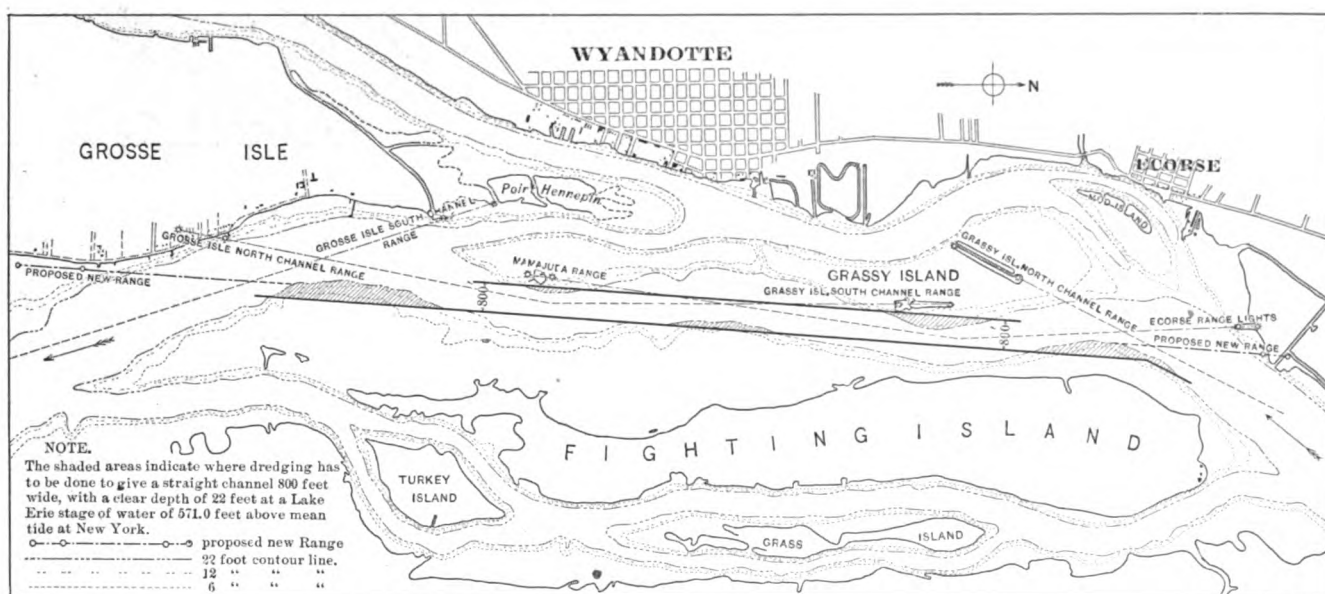 WYANDOTTE
N
GROSSE ISLE
ECORSE
MUD ISLAND
Poir Hennepin
GROSSE ISLE SOUTH CHANNEL
RANGE
GROSSE ISLE NORTH CHANNEL RANGE
PROPOSED NEW RANGE
MAMAJUDA RANGE
GRASSY ISLAND
GRASSY ISL. SOUTH CHANNEL RANGE
GRASSY ISL. NORTH CHANNEL RANGE
ECORSE RANGE LIGHTS
PROPOSED NEW RANGE
800'
800'
FIGHTING ISLAND
TURKEY
ISLAND
GRASS ISLAND
NOTE.
The shaded areas indicate where dredging has
to be done to give a straight channel 800 feet
wide, with a clear depth of 22 feet at a Lake
Erie stage of water of 571.0 feet above mean
tide at New York.
proposed new Range
22 foot contour line.
12 " " "
6 " " "